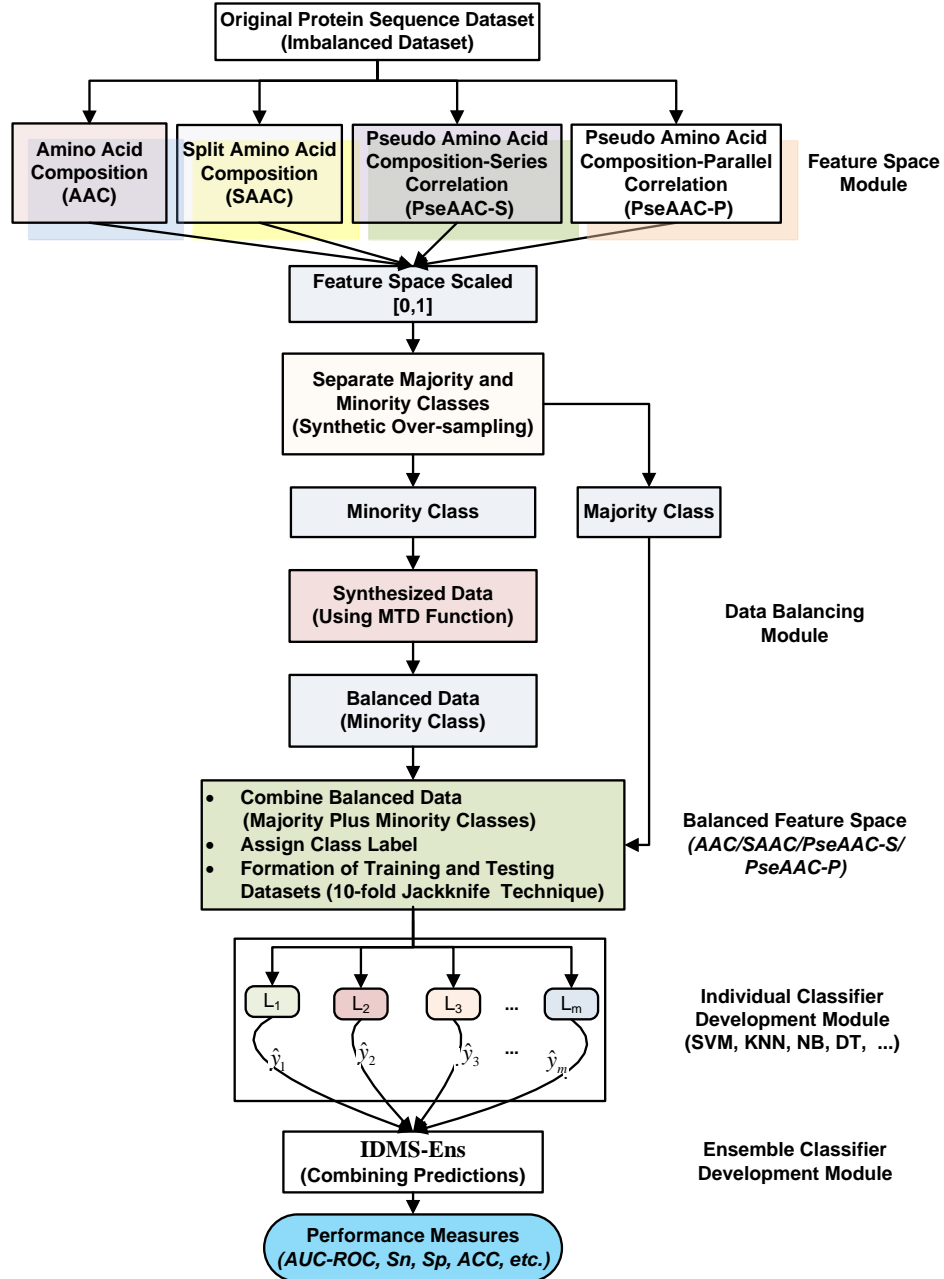 Original Protein Sequence Dataset
(Imbalanced Dataset)
Amino Acid
Composition
(AAC)
Split Amino Acid
Composition
(SAAC)
Pseudo Amino Acid
Composition-Series
Correlation
(PseAAC-S)
Pseudo Amino Acid
Composition-Parallel
Correlation
(PseAAC-P)
Feature Space
Module
Feature Space Scaled
[0,1]
Separate Majority and
Minority Classes
(Synthetic Over-sampling)
Minority Class
Majority Class
Synthesized Data
(Using MTD Function)
Data Balancing
Module
Balanced Data
(Minority Class)
• Combine Balanced Data
(Majority Plus Minority Classes)
• Assign Class Label
• Formation of Training and Testing
Datasets (10-fold Jackknife Technique)
Balanced Feature Space
(AAC/SAAC/PseAAC-S/
PseAAC-P)
L₁ L₂ L₃ ... Lₘ
ŷ₁ ŷ₂ ŷ₃ ... ŷₘ
Individual Classifier
Development Module
(SVM, KNN, NB, DT, ...)
IDMS-Ens
(Combining Predictions)
Ensemble Classifier
Development Module
Performance Measures
(AUC-ROC, Sn, Sp, ACC, etc.)